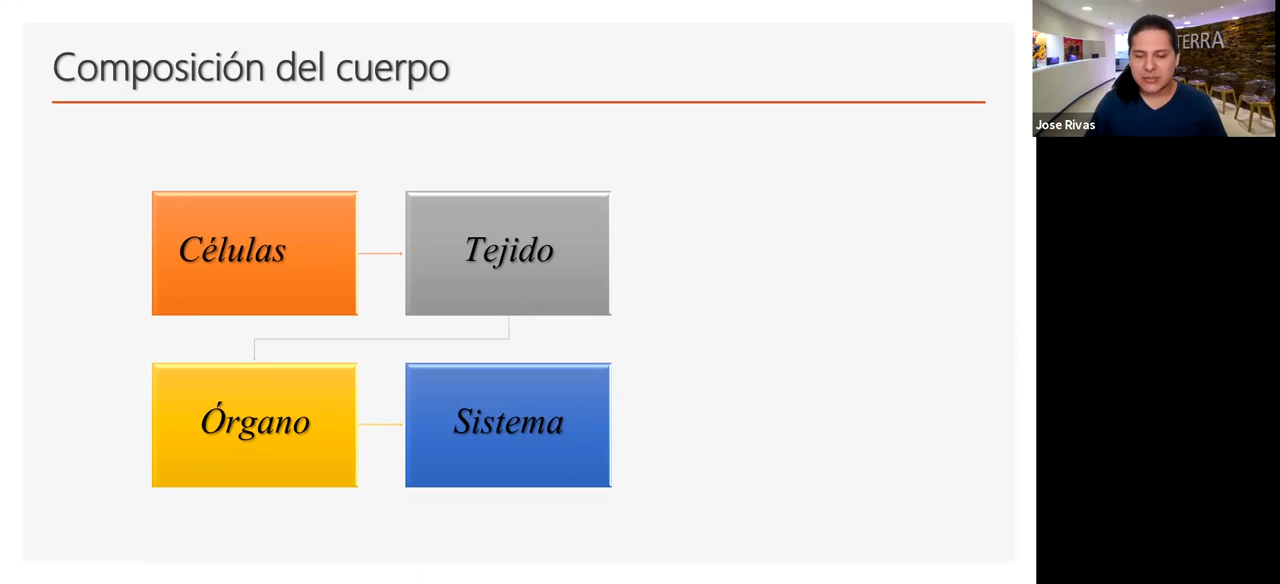 Composición del cuerpo
Células
Tejido
Órgano
Sistema
TERRA
Jose Rivas